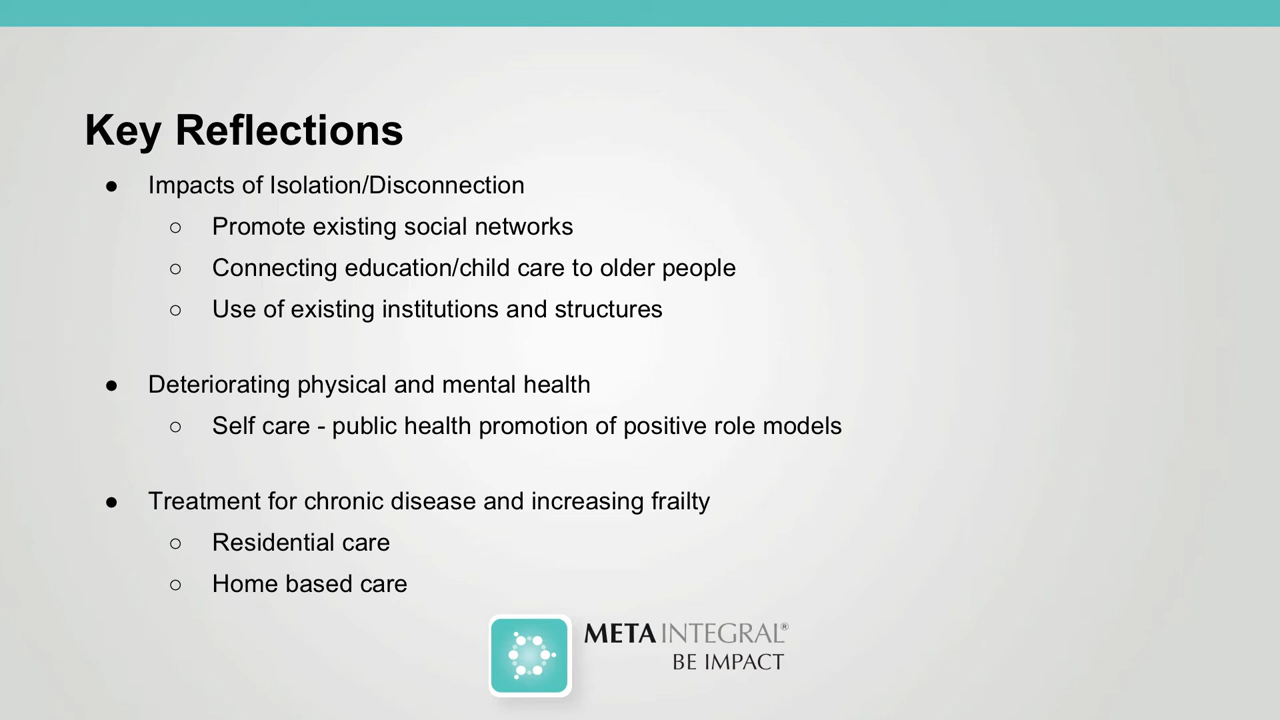 Key Reflections
● Impacts of Isolation/Disconnection
○ Promote existing social networks
○ Connecting education/child care to older people
○ Use of existing institutions and structures
● Deteriorating physical and mental health
○ Self care - public health promotion of positive role models
● Treatment for chronic disease and increasing frailty
○ Residential care
○ Home based care
METAINTEGRAL®
BE IMPACT